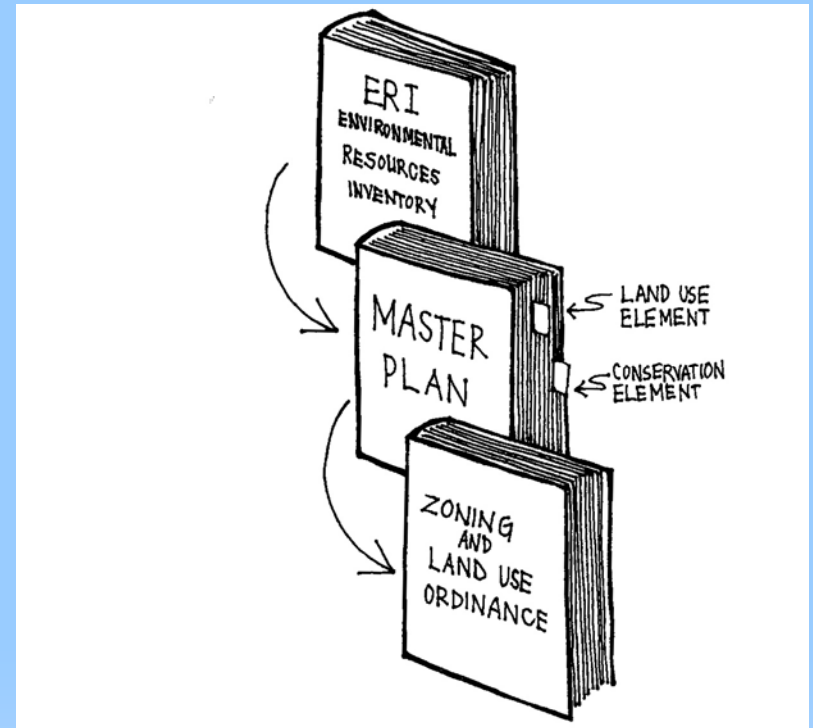 ERI
ENVIRONMENTAL
RESOURCES
INVENTORY
MASTER
PLAN
LAND USE
ELEMENT
CONSERVATION
ELEMENT
ZONING
AND
LAND USE
ORDINANCE